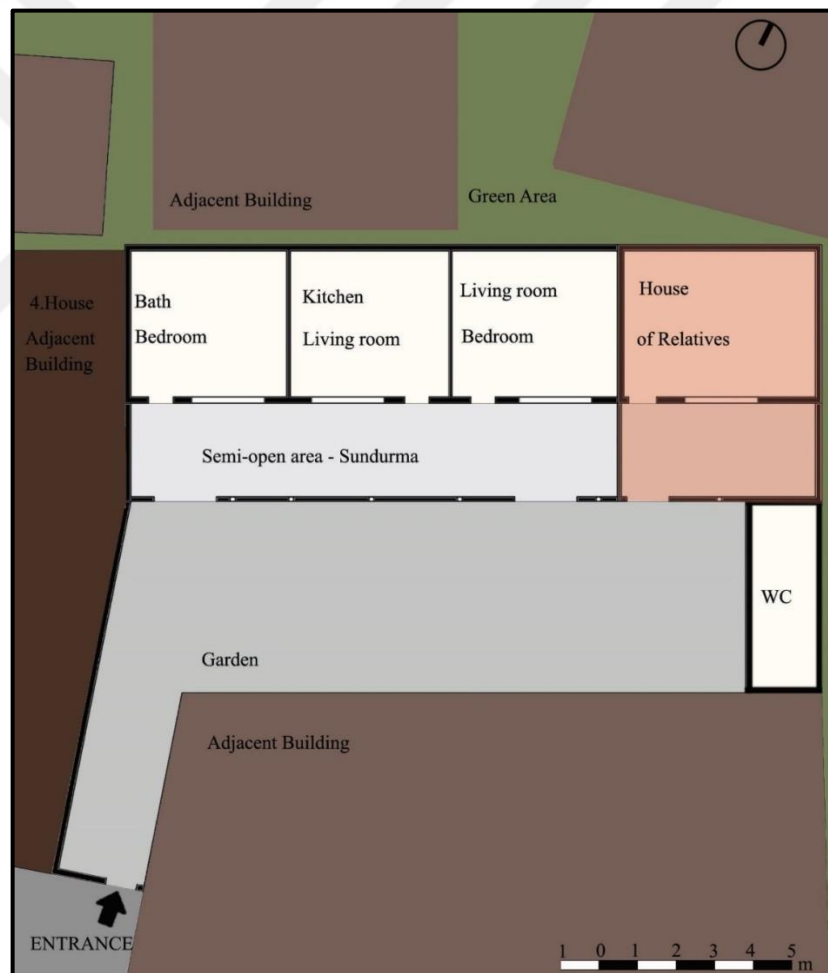 Adjacent Building
Green Area
4.House
Adjacent
Building
Bath
Bedroom
Kitchen
Living room
Living room
Bedroom
House
of Relatives
Semi-open area - Sundurma
WC
Garden
Adjacent Building
ENTRANCE
1 0 1 2 3 4 5
m